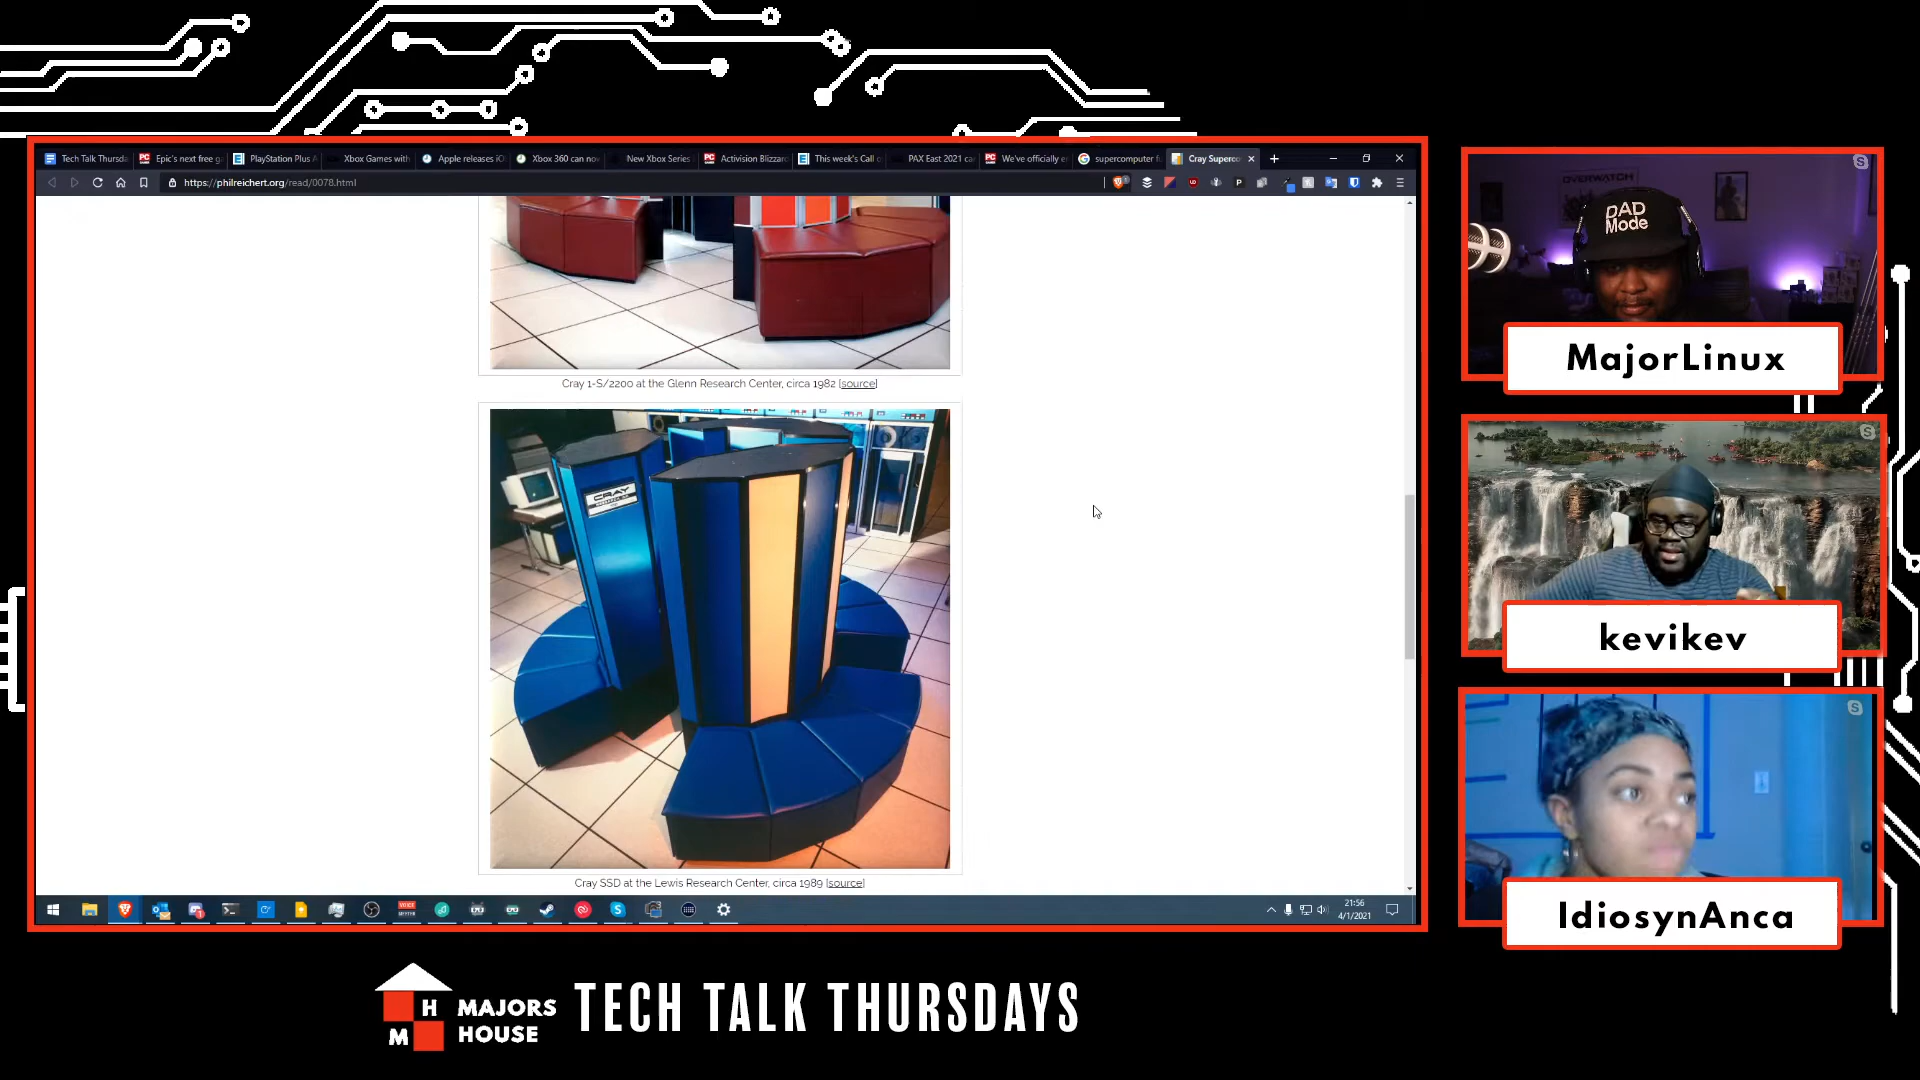 Tech Talk Thursda
Epic's next free g
PlayStation Plus A
Xbox Games with
Apple releases iO
Xbox 360 can now
New Xbox Series
Activision Blizzard
This week's Call o
PAX East 2021 ca
We've officially e
supercomputer f
Cray Superco
https://philreichert.org/read/0078.html
Cray 1-S/2200 at the Glenn Research Center, circa 1982 [source]
CRAY
Cray SSD at the Lewis Research Center, circa 1989 [source]
21:56
4/1/2021
OVERWATCH
DAD
Mode
MajorLinux
kevikev
IdiosynAnca
H
M
MAJORS
HOUSE
TECH TALK THURSDAYS